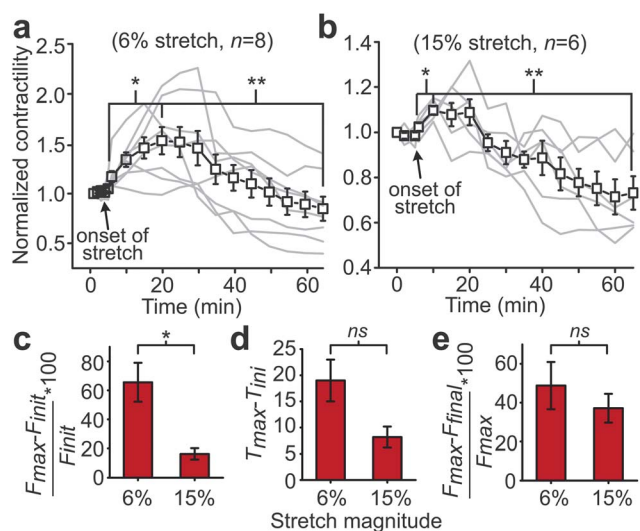 a
(6% stretch, n=8)
Normalized contractility
2.5
2.0
1.5
1.0
0.5
*
**
onset of
stretch
0 20 40 60
Time (min)
b
(15% stretch, n=6)
1.4
1.2
1.0
0.8
0.6
0.4
*
**
onset of
stretch
0 20 40 60
Time (min)
c
Fmax-Finit
Finit
*100
80
60
40
20
0
*
6% 15%
d
Tmax-Tini
25
20
15
10
5
0
ns
6% 15%
Stretch magnitude
e
Fmax-Ffinal
Fmax
*100
60
40
20
0
ns
6% 15%